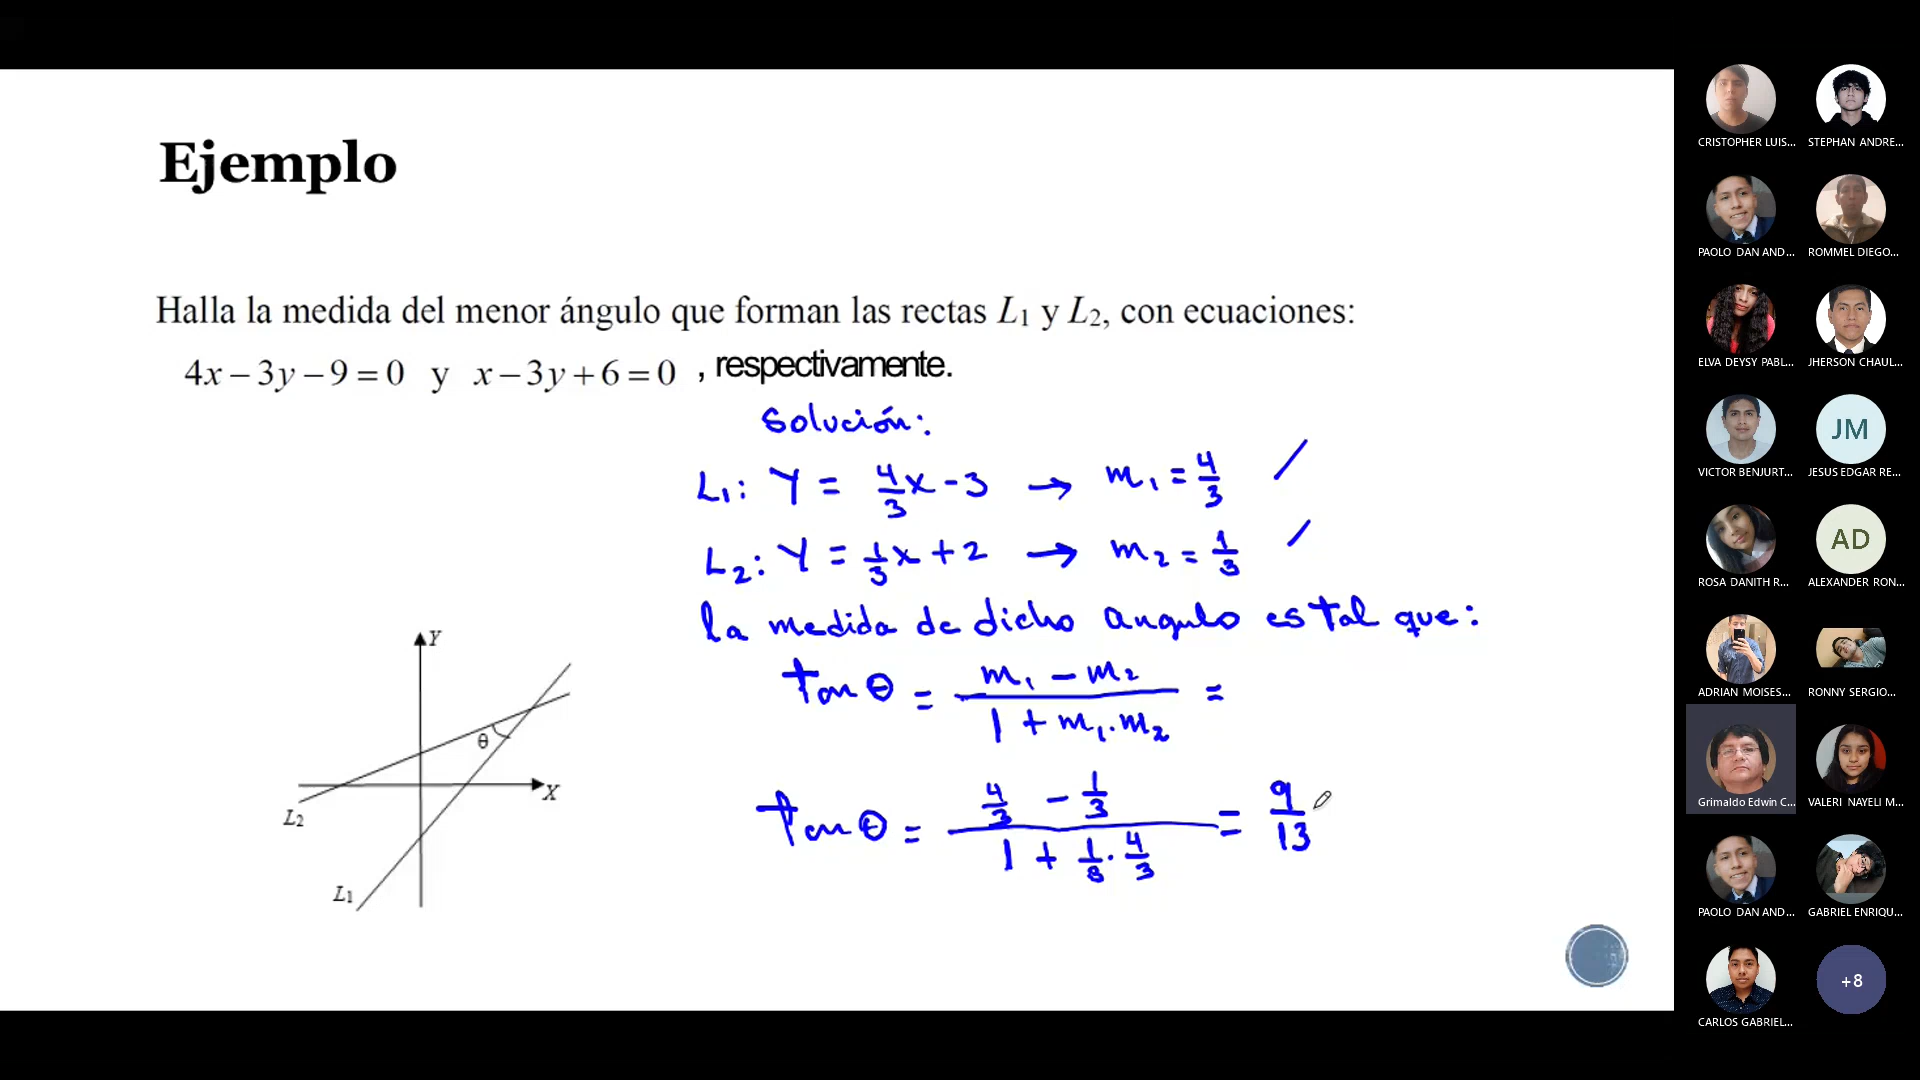 Ejemplo
Halla la medida del menor ángulo que forman las rectas L1 y L2, con ecuaciones:
4x − 3y − 9 = 0 y x − 3y + 6 = 0 , respectivamente.
Solución:
L1: Y = 4/3 x - 3 → m1 = 4/3 /
L2: Y = 1/3 x + 2 → m2 = 1/3 /
la medida de dicho angulo es tal que:
tan θ = (m1 − m2) / (1 + m1 . m2) =
tan θ = (4/3 − 1/3) / (1 + 1/3 . 4/3) = 9/13
Y
θ
X
L2
L1
CRISTOPHER LUIS...
STEPHAN ANDRE...
PAOLO DAN AND...
ROMMEL DIEGO...
ELVA DEYSY PABL...
JHERSON CHAUL...
VICTOR BENJURT...
JM
JESUS EDGAR RE...
ROSA DANITH R...
AD
ALEXANDER RON...
ADRIAN MOISES...
RONNY SERGIO...
Grimaldo Edwin C...
VALERI NAYELI M...
PAOLO DAN AND...
GABRIEL ENRIQU...
CARLOS GABRIEL...
+8